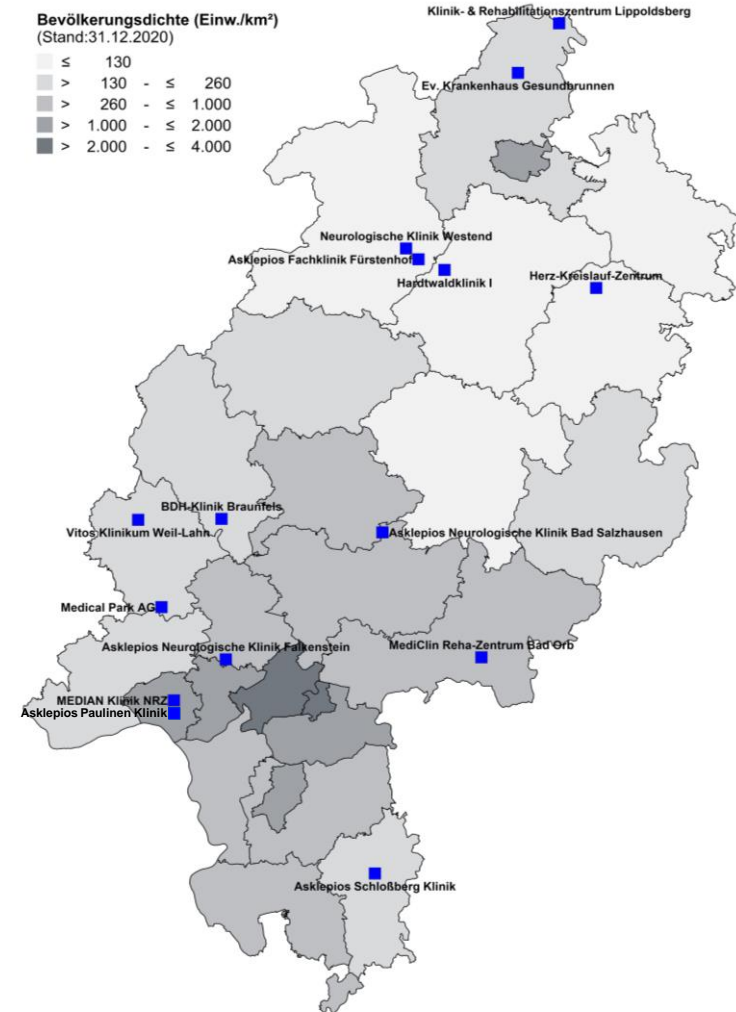 Bevölkerungsdichte (Einw./km²)
(Stand:31.12.2020)
≤ 130
> 130 - ≤ 260
> 260 - ≤ 1.000
> 1.000 - ≤ 2.000
> 2.000 - ≤ 4.000
Klinik- & Rehabilitationszentrum Lippoldsberg
Ev. Krankenhaus Gesundbrunnen
Neurologische Klinik Westend
Asklepios Fachklinik Fürstenhof
Hardtwaldklinik I
Herz-Kreislauf-Zentrum
BDH-Klinik Braunfels
Vitos Klinikum Weil-Lahn
Asklepios Neurologische Klinik Bad Salzhausen
Medical Park AG
Asklepios Neurologische Klinik Falkenstein
MediClin Reha-Zentrum Bad Orb
MEDIAN Klinik NRZ
Asklepios Paulinen Klinik
Asklepios Schloßberg Klinik